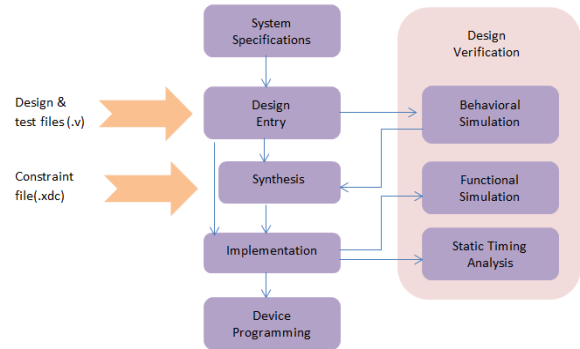 System
Specifications
Design
Verification
Design &
test files (.v)
Design
Entry
Behavioral
Simulation
Constraint
file(.xdc)
Synthesis
Functional
Simulation
Implementation
Static Timing
Analysis
Device
Programming